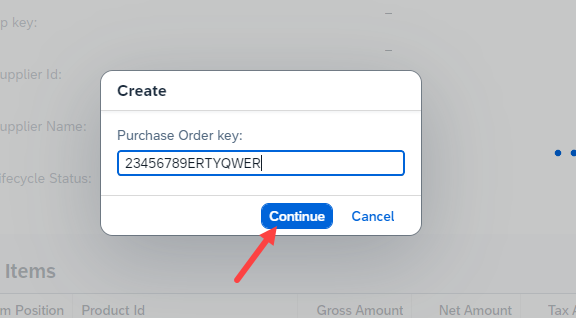 p key:
–
–
upplier Id:
Create
Purchase Order key:
upplier Name:
23456789ERTYQWER
ifecycle Status:
Continue
Cancel
Items
m Position
Product Id
Gross Amount
Net Amount
Tax A